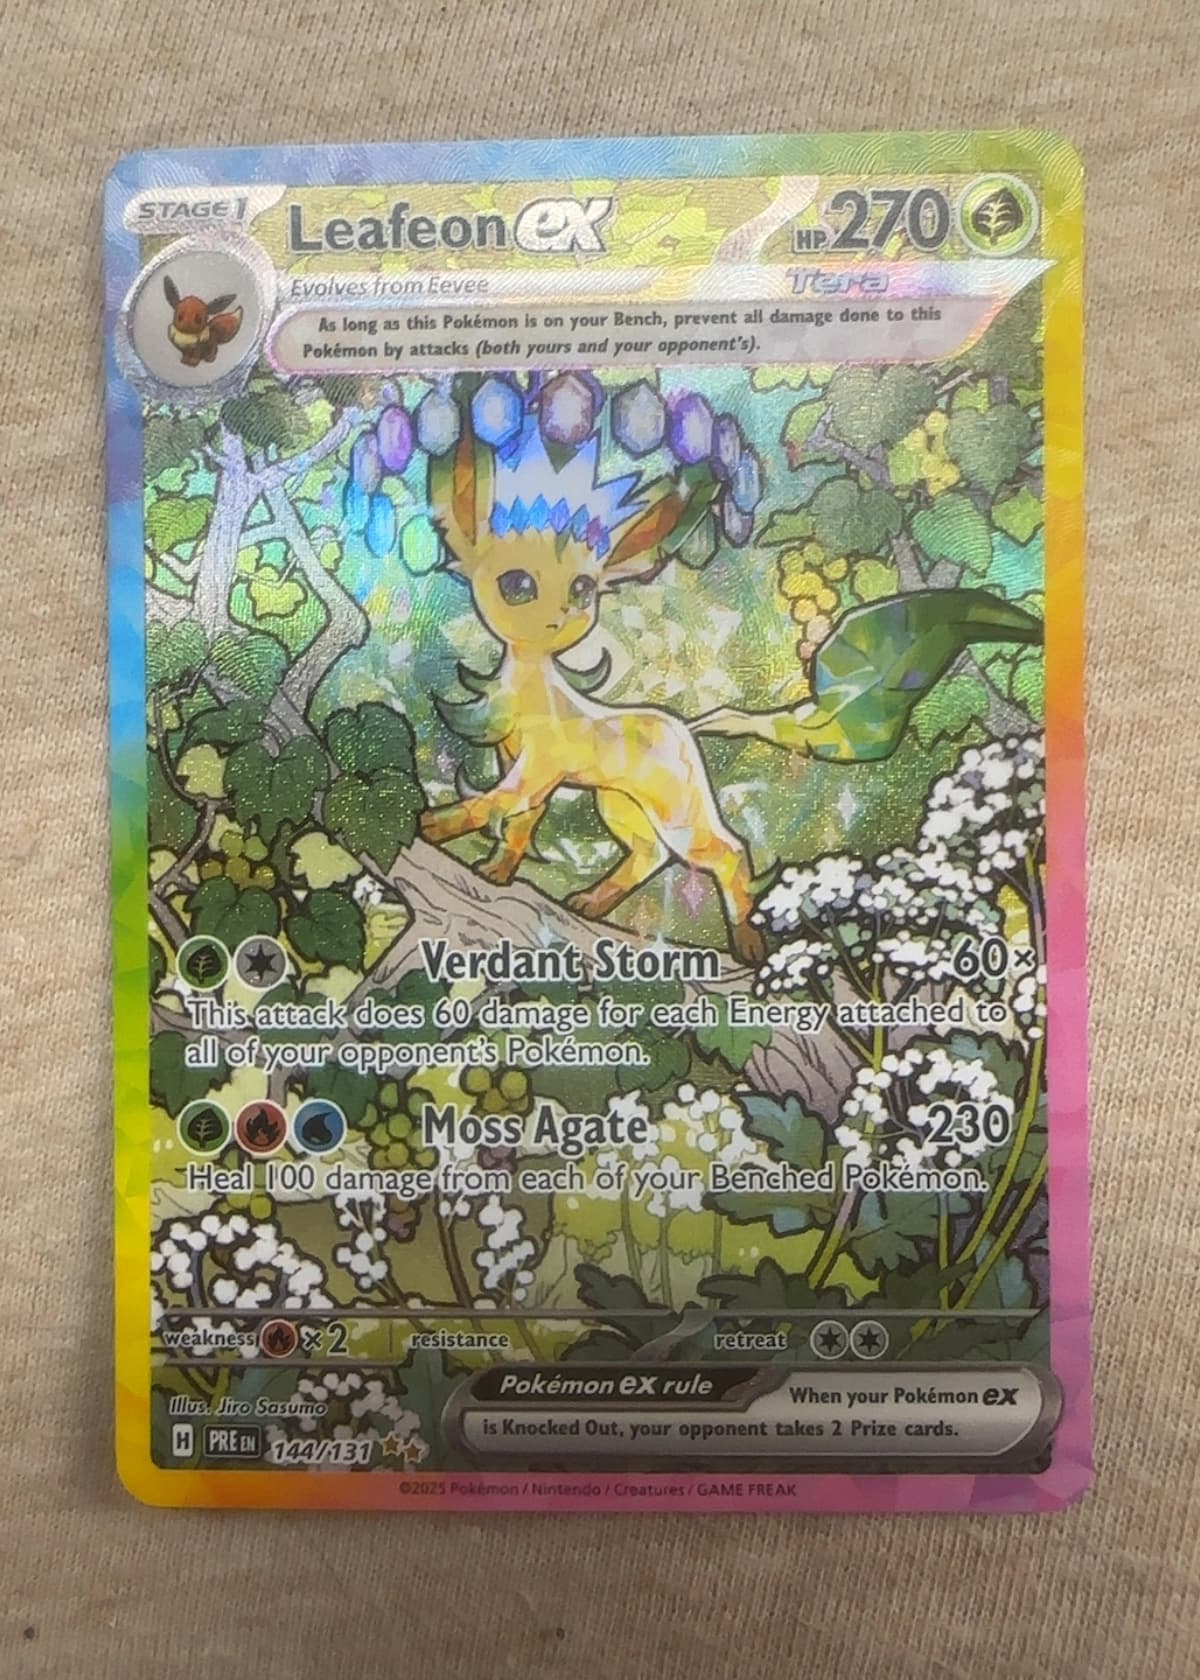 STAGE 1 Leafeon ex HP 270
Evolves from Eevee Tera
As long as this Pokémon is on your Bench, prevent all damage done to this
Pokémon by attacks (both yours and your opponent's).
Verdant Storm 60×
This attack does 60 damage for each Energy attached to
all of your opponent's Pokémon.
Moss Agate 230
Heal 100 damage from each of your Benched Pokémon.
weakness ×2 resistance retreat
Pokémon ex rule When your Pokémon ex
is Knocked Out, your opponent takes 2 Prize cards.
Illus. Jiro Sasumo
H PRE EN 144/131
©2025 Pokémon / Nintendo / Creatures / GAME FREAK